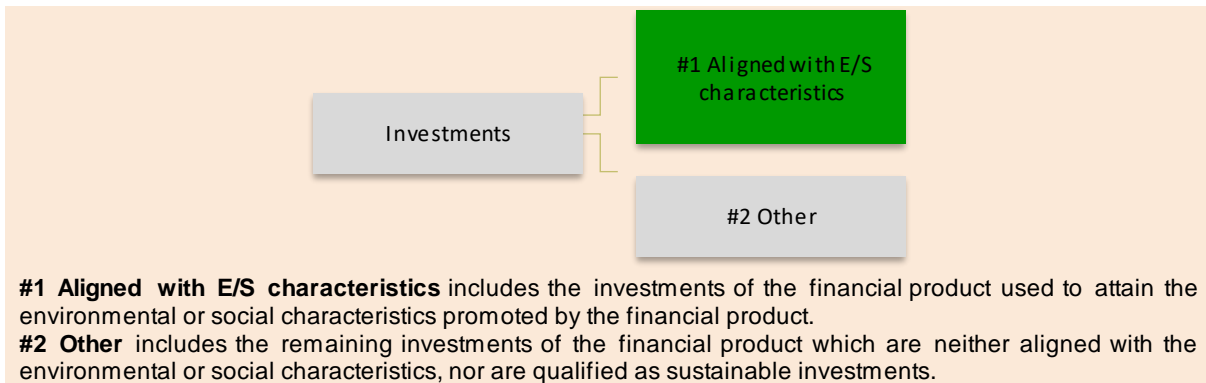 #1 Aligned with E/S
characteristics
Investments
#2 Other
#1 Aligned with E/S characteristics includes the investments of the financial product used to attain the
environmental or social characteristics promoted by the financial product.
#2 Other includes the remaining investments of the financial product which are neither aligned with the
environmental or social characteristics, nor are qualified as sustainable investments.